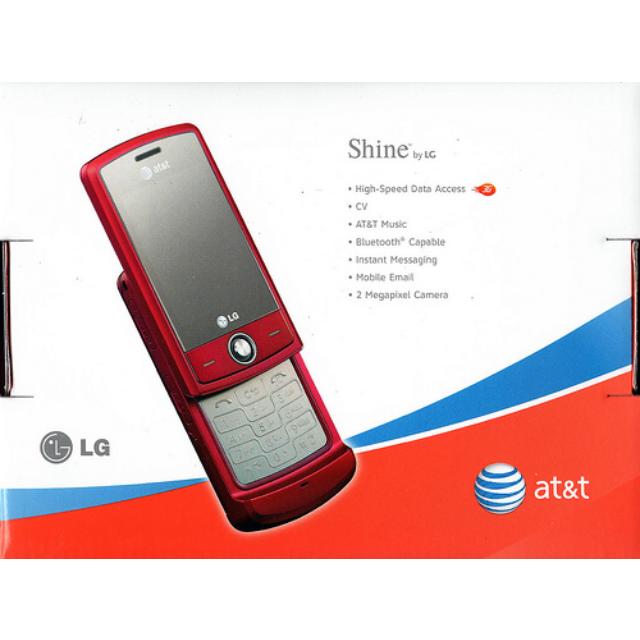 Shine™ by LG
• High-Speed Data Access 3G
• CV
• AT&T Music
• Bluetooth® Capable
• Instant Messaging
• Mobile Email
• 2 Megapixel Camera
at&t
LG
LG
at&t